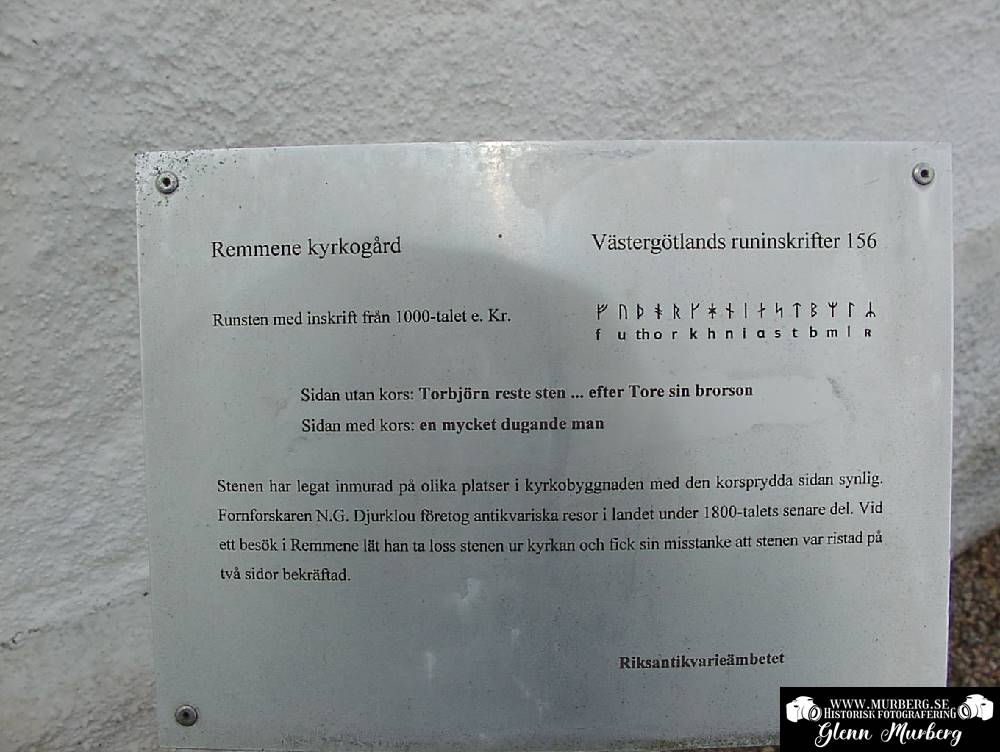 Remmene kyrkogård
Västergötlands runinskrifter 156
Runsten med inskrift från 1000-talet e. Kr.
ᚠ ᚢ ᚦ ᚯ ᚱ ᚴ ᚼ ᚾ ᛁ ᛅ ᛋ ᛏ ᛒ ᛘ ᛚ ᛦ
f u th o r k h n i a s t b m l ʀ
Sidan utan kors: Torbjörn reste sten ... efter Tore sin brorson
Sidan med kors: en mycket dugande man
Stenen har legat inmurad på olika platser i kyrkobyggnaden med den korsprydda sidan synlig.
Fornforskaren N.G. Djurklou företog antikvariska resor i landet under 1800-talets senare del. Vid
ett besök i Remmene lät han ta loss stenen ur kyrkan och fick sin misstanke att stenen var ristad på
två sidor bekräftad.
Riksantikvarieämbetet
WWW.MURBERG.SE
HISTORISK FOTOGRAFERING
Glenn Murberg